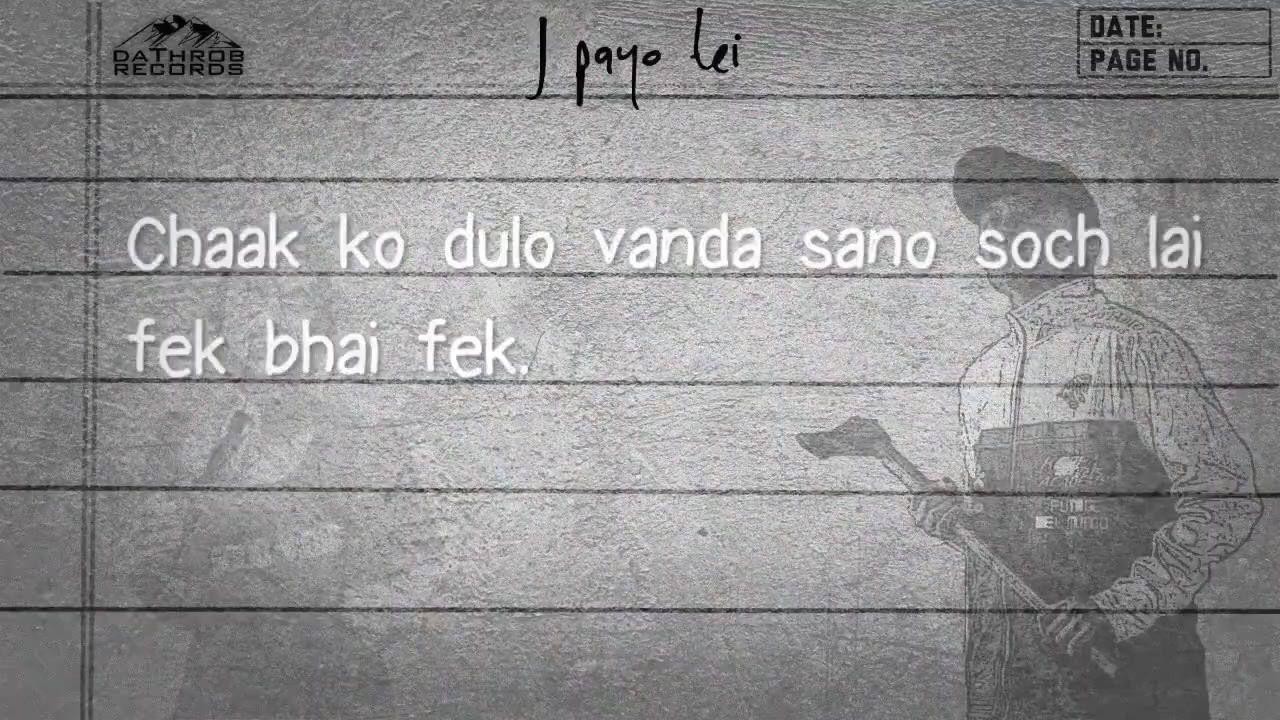 DATHROB
RECORDS
J payo lei
DATE:
PAGE NO.
Chaak ko dulo vanda sano soch lai
fek bhai fek.